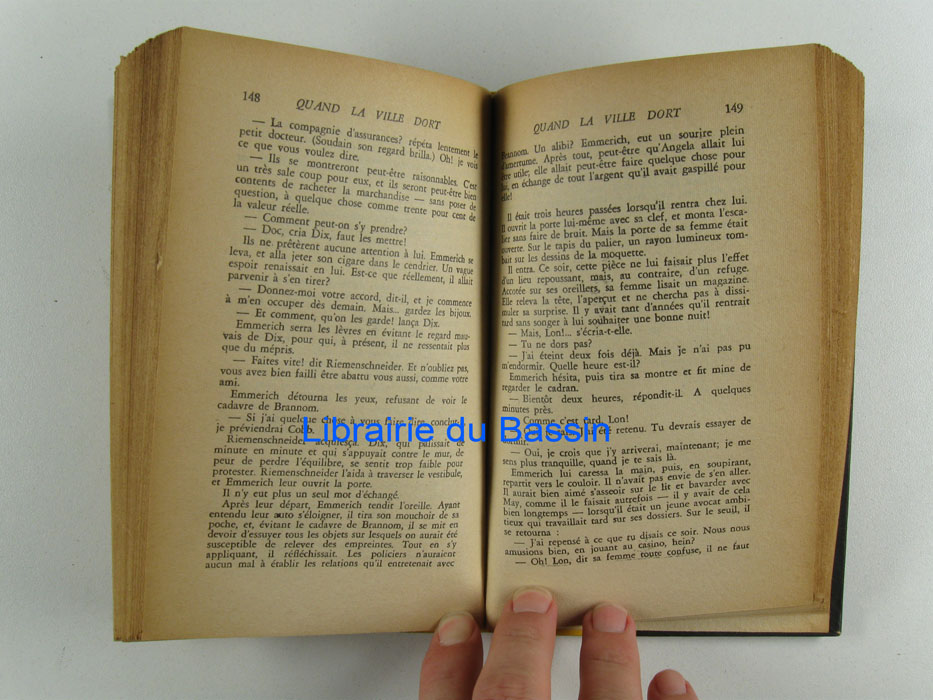 148 QUAND LA VILLE DORT
— La compagnie d'assurances? répéta lentement le
petit docteur. (Soudain son regard brilla.) Oh! je vois
ce que vous voulez dire.
— Ils se montreront peut-être raisonnables. C'est
un très sale coup pour eux, et ils seront peut-être bien
contents de racheter la marchandise — sans poser de
question, à quelque chose comme trente pour cent de
la valeur réelle.
— Comment peut-on s'y prendre?
— Doc, cria Dix, faut les mettre!
Ils ne prêtèrent aucune attention à lui. Emmerich se
leva, et alla jeter son cigare dans le cendrier. Un vague
espoir renaissait en lui. Est-ce que réellement, il allait
parvenir à s'en tirer?
— Donnez-moi votre accord, dit-il, et je commence
à m'en occuper dès demain. Mais... gardez les bijoux.
— Et comment, qu'on les garde! lança Dix.
Emmerich serra les lèvres en évitant le regard mau-
vais de Dix, pour qui, à présent, il ne ressentait plus
que du mépris.
— Faites vite! dit Riemenschneider. Et n'oubliez pas,
vous avez bien failli être abattu vous aussi, comme votre
ami.
Emmerich détourna les yeux, refusant de voir le
cadavre de Brannom.
— Si j'ai quelque chose à vous faire dire, conclut-
je préviendrai Cobb.
Riemenschneider acquiesça. Dix, qui pâlissait de
minute en minute et qui s'appuyait contre le mur, de
peur de perdre l'équilibre, se sentit trop faible pour
protester. Riemenschneider l'aida à traverser le vestibule,
et Emmerich leur ouvrit la porte.
Il n'y eut plus un seul mot d'échangé.
Après leur départ, Emmerich tendit l'oreille. Ayant
entendu leur auto s'éloigner, il tira son mouchoir de sa
poche, et, évitant le cadavre de Brannom, il se mit en
devoir d'essuyer tous les objets sur lesquels on aurait été
susceptible de relever des empreintes. Tout en s'y
appliquant, il réfléchissait. Les policiers n'auraient
aucun mal à établir les relations qu'il entretenait avec
QUAND LA VILLE DORT 149
Brannom. Un alibi? Emmerich, eut un sourire plein
d'amertume. Après tout, peut-être qu'Angela allait lui
être utile; elle allait peut-être faire quelque chose pour
lui, en échange de tout l'argent qu'il avait gaspillé pour
elle!
Il était trois heures passées lorsqu'il rentra chez lui.
Il ouvrit la porte lui-même avec sa clef, et monta l'esca-
lier sans faire de bruit. Mais la porte de sa femme était
ouverte. Sur le tapis du palier, un rayon lumineux tom-
bait sur les dessins de la moquette.
Il entra. Ce soir, cette pièce ne lui faisait plus l'effet
d'un lieu repoussant, mais, au contraire, d'un refuge.
Accotée sur ses oreillers, sa femme lisait un magazine.
Elle releva la tête, l'aperçut et ne chercha pas à dissi-
muler sa surprise. Il y avait tant d'années qu'il rentrait
tard sans songer à lui souhaiter une bonne nuit!
— Mais, Lon!... s'écria-t-elle.
— Tu ne dors pas?
— J'ai éteint deux fois déjà. Mais je n'ai pas pu
m'endormir. Quelle heure est-il?
Emmerich hésita, puis tira sa montre et fit mine de
regarder le cadran.
— Bientôt deux heures, répondit-il. A quelques
minutes près.
— Comme c'est tard, Lon!
été retenu. Tu devrais essayer de
— Oui, je crois que j'y arriverai, maintenant; je me
sens plus tranquille, quand je te sais là.
Emmerich lui caressa la main, puis, en soupirant,
repartit vers le couloir. Il n'avait pas envie de s'en aller.
Il aurait bien aimé s'asseoir sur le lit et bavarder avec
May, comme il le faisait autrefois — il y avait de cela
bien longtemps — lorsqu'il était un jeune avocat ambi-
tieux qui travaillait tard sur ses dossiers. Sur le seuil, il
se retourna :
— J'ai repensé à ce que tu disais ce soir. Nous nous
amusions bien, en jouant au casino, hein?
— Oh! Lon, dit sa femme toute confuse, il ne faut
Librairie du Bassin